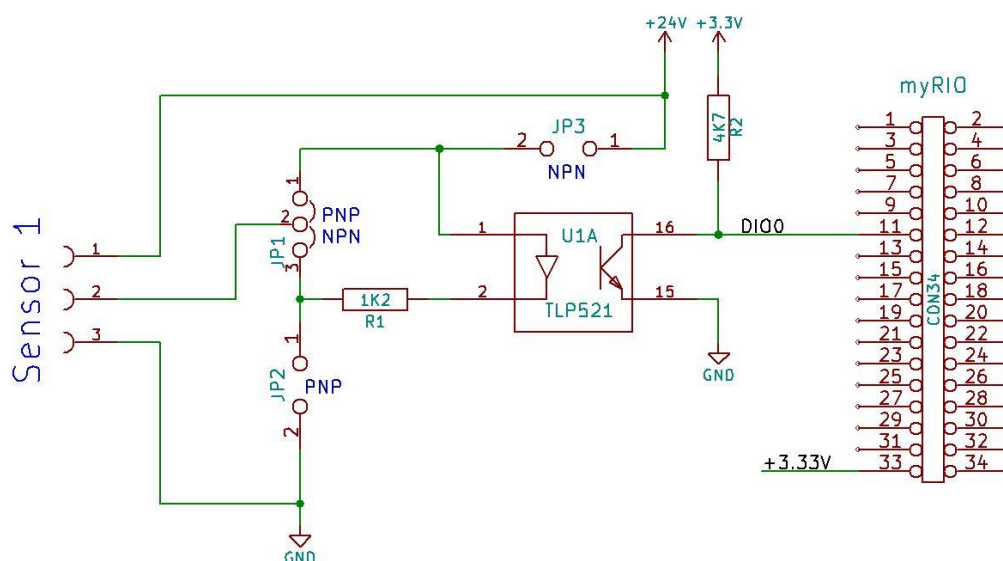 +24V +3.3V
myRIO
JP3
2 1
NPN
4K7
R2
1 2
3 4
5 6
7 8
9 10
11 12
13 14
15 16
17 18
19 20
21 22
23 24
25 26
27 28
29 30
31 32
33 34
CON34
DIO0
+3.33V
Sensor 1
1
2
3
1
2
3
JP1
PNP
NPN
1K2
R1
1
2
U1A
TLP521
16
15
GND
1
JP2
PNP
2
GND